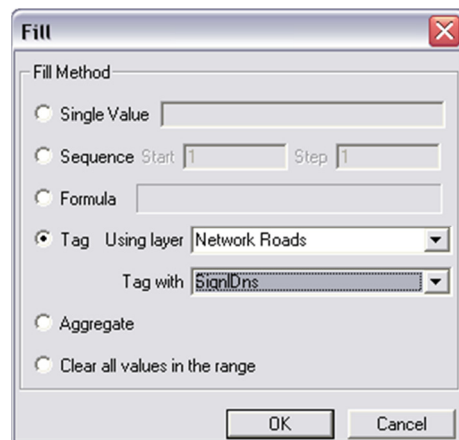 Fill
Fill Method
Single Value
Sequence Start 1 Step 1
Formula
Tag Using layer Network Roads
Tag with SignIDns
Aggregate
Clear all values in the range
OK Cancel